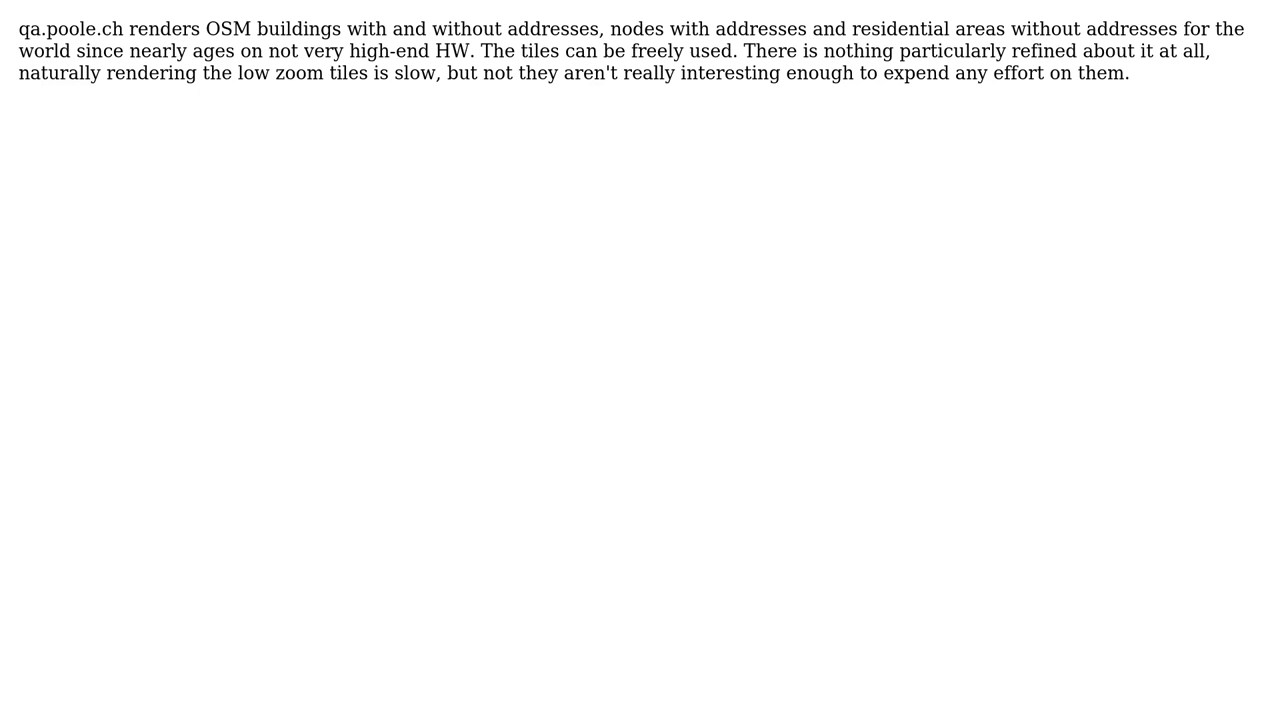 qa.poole.ch renders OSM buildings with and without addresses, nodes with addresses and residential areas without addresses for the
world since nearly ages on not very high-end HW. The tiles can be freely used. There is nothing particularly refined about it at all,
naturally rendering the low zoom tiles is slow, but not they aren't really interesting enough to expend any effort on them.